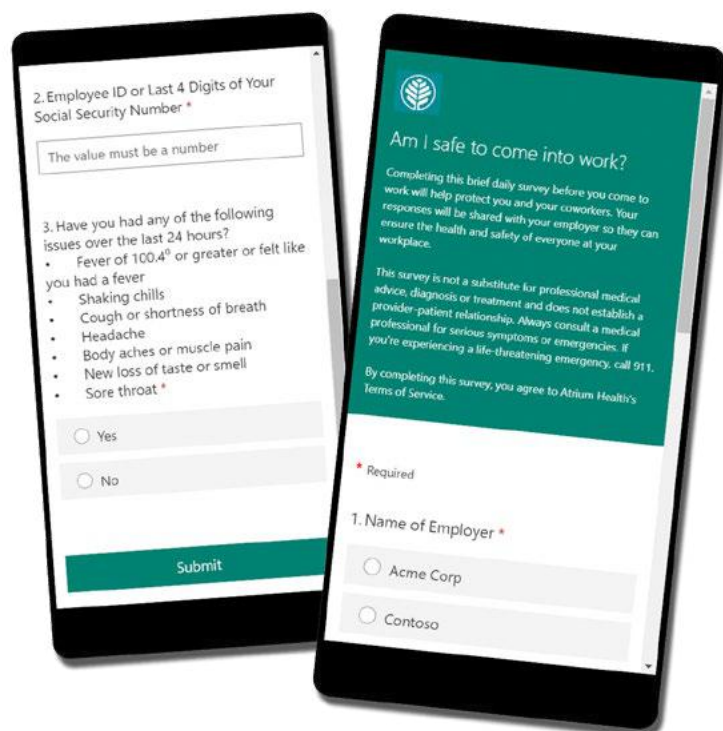 2. Employee ID or Last 4 Digits of Your
Social Security Number *
The value must be a number
3. Have you had any of the following
issues over the last 24 hours?
• Fever of 100.4⁰ or greater or felt like
you had a fever
• Shaking chills
• Cough or shortness of breath
• Headache
• Body aches or muscle pain
• New loss of taste or smell
• Sore throat *
Yes
No
Submit
Am I safe to come into work?
Completing this brief daily survey before you come to
work will help protect you and your coworkers. Your
responses will be shared with your employer so they can
ensure the health and safety of everyone at your
workplace.
This survey is not a substitute for professional medical
advice, diagnosis or treatment and does not establish a
provider-patient relationship. Always consult a medical
professional for serious symptoms or emergencies. If
you're experiencing a life-threatening emergency, call 911.
By completing this survey, you agree to Atrium Health's
Terms of Service.
* Required
1. Name of Employer *
Acme Corp
Contoso